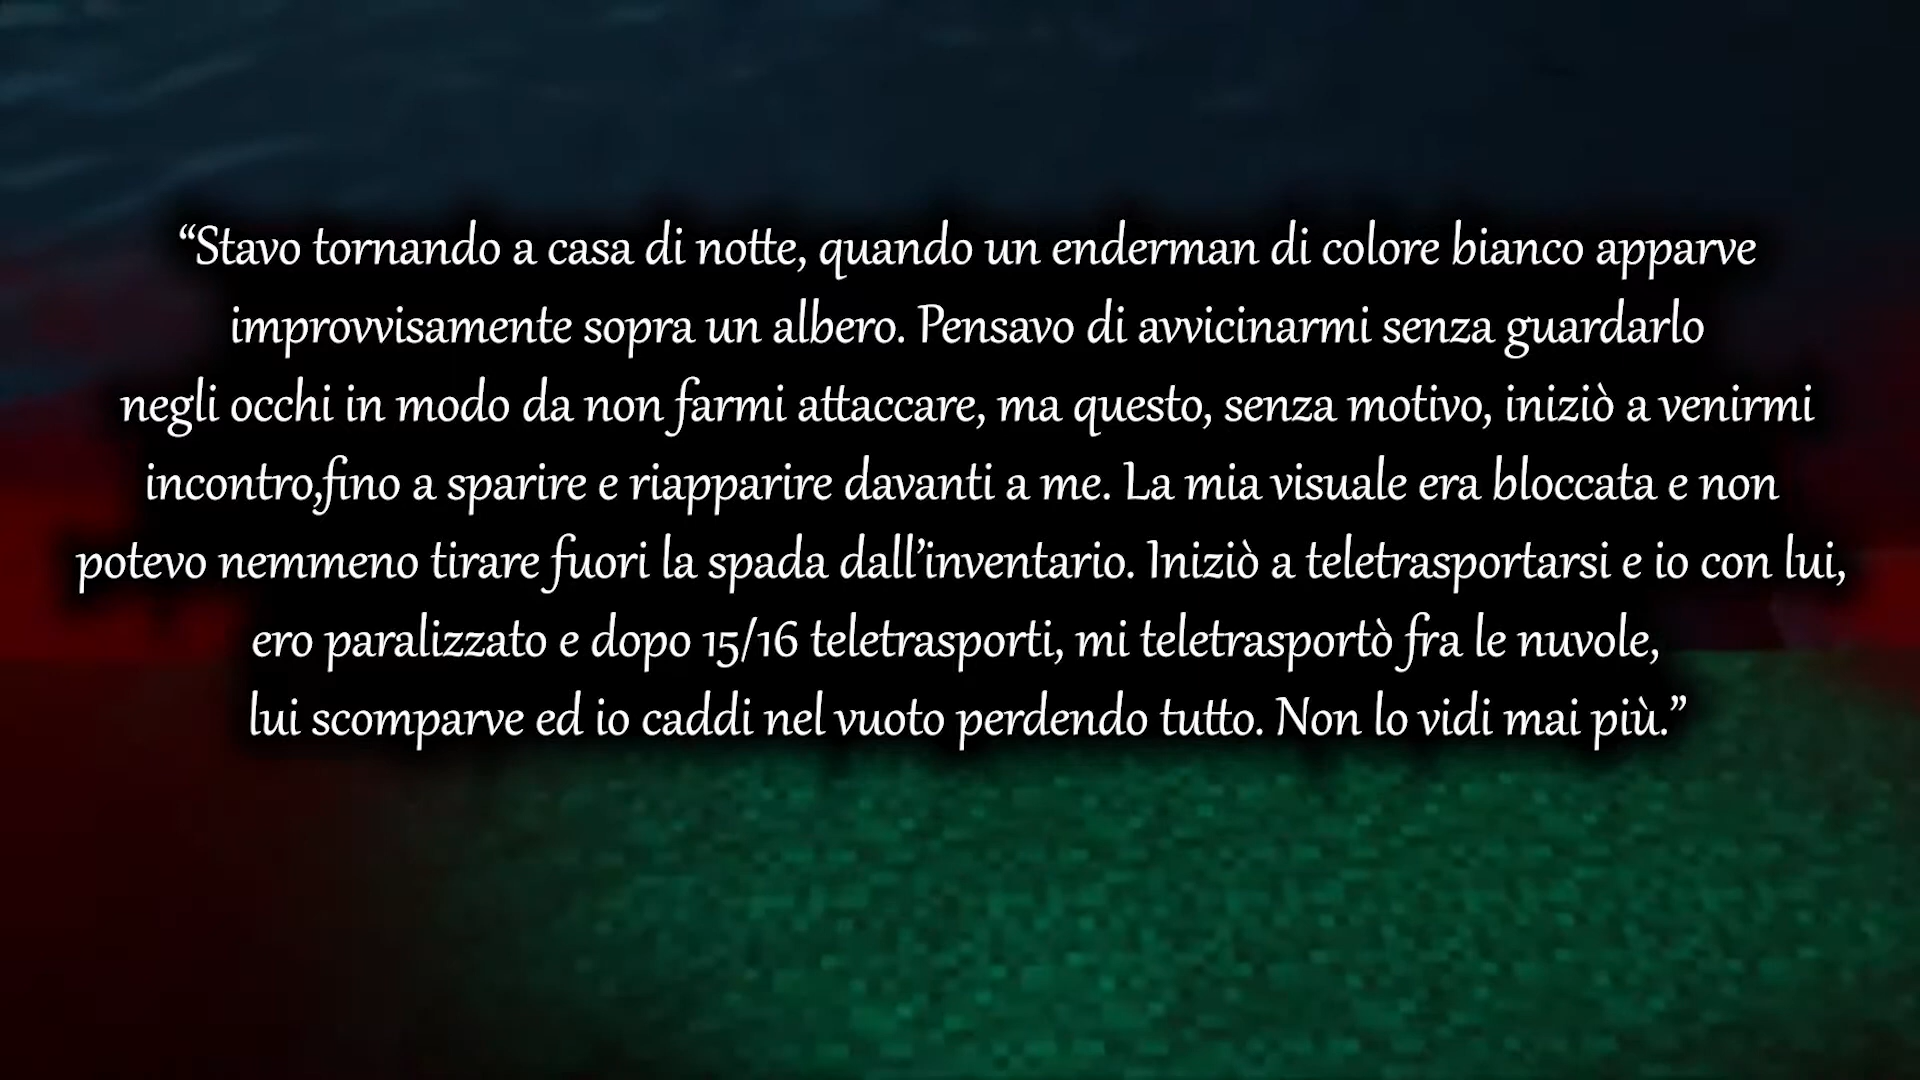 “Stavo tornando a casa di notte, quando un enderman di colore bianco apparve
improvvisamente sopra un albero. Pensavo di avvicinarmi senza guardarlo
negli occhi in modo da non farmi attaccare, ma questo, senza motivo, iniziò a venirmi
incontro,fino a sparire e riapparire davanti a me. La mia visuale era bloccata e non
potevo nemmeno tirare fuori la spada dall’inventario. Iniziò a teletrasportarsi e io con lui,
ero paralizzato e dopo 15/16 teletrasporti, mi teletrasportò fra le nuvole,
lui scomparve ed io caddi nel vuoto perdendo tutto. Non lo vidi mai più.”